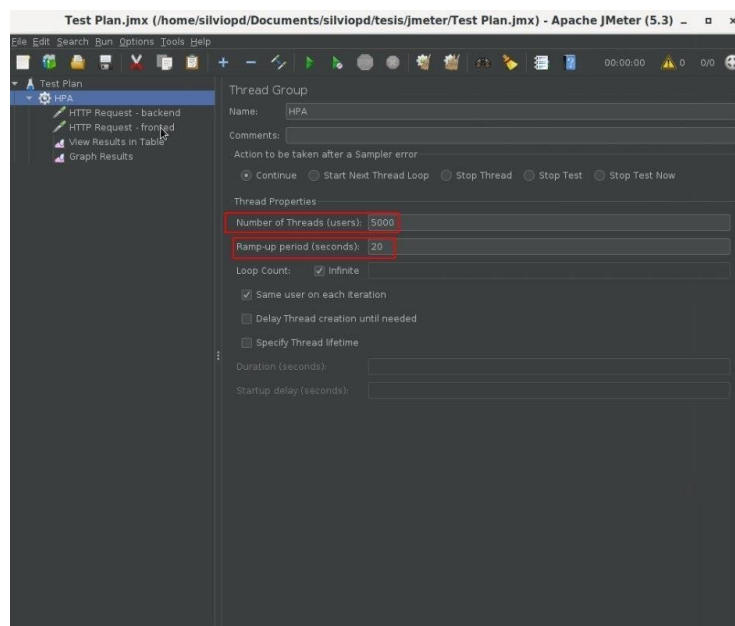 Test Plan.jmx (/home/silviopd/Documents/silviopd/tesis/jmeter/Test Plan.jmx) - Apache JMeter (5.3)
File Edit Search Run Options Tools Help
00:00:00 0 0/0
Test Plan
HPA
HTTP Request - backend
HTTP Request - fronted
View Results in Table
Graph Results
Thread Group
Name: HPA
Comments:
Action to be taken after a Sampler error
Continue Start Next Thread Loop Stop Thread Stop Test Stop Test Now
Thread Properties
Number of Threads (users): 5000
Ramp-up period (seconds): 20
Loop Count: Infinite
Same user on each iteration
Delay Thread creation until needed
Specify Thread lifetime
Duration (seconds):
Startup delay (seconds):